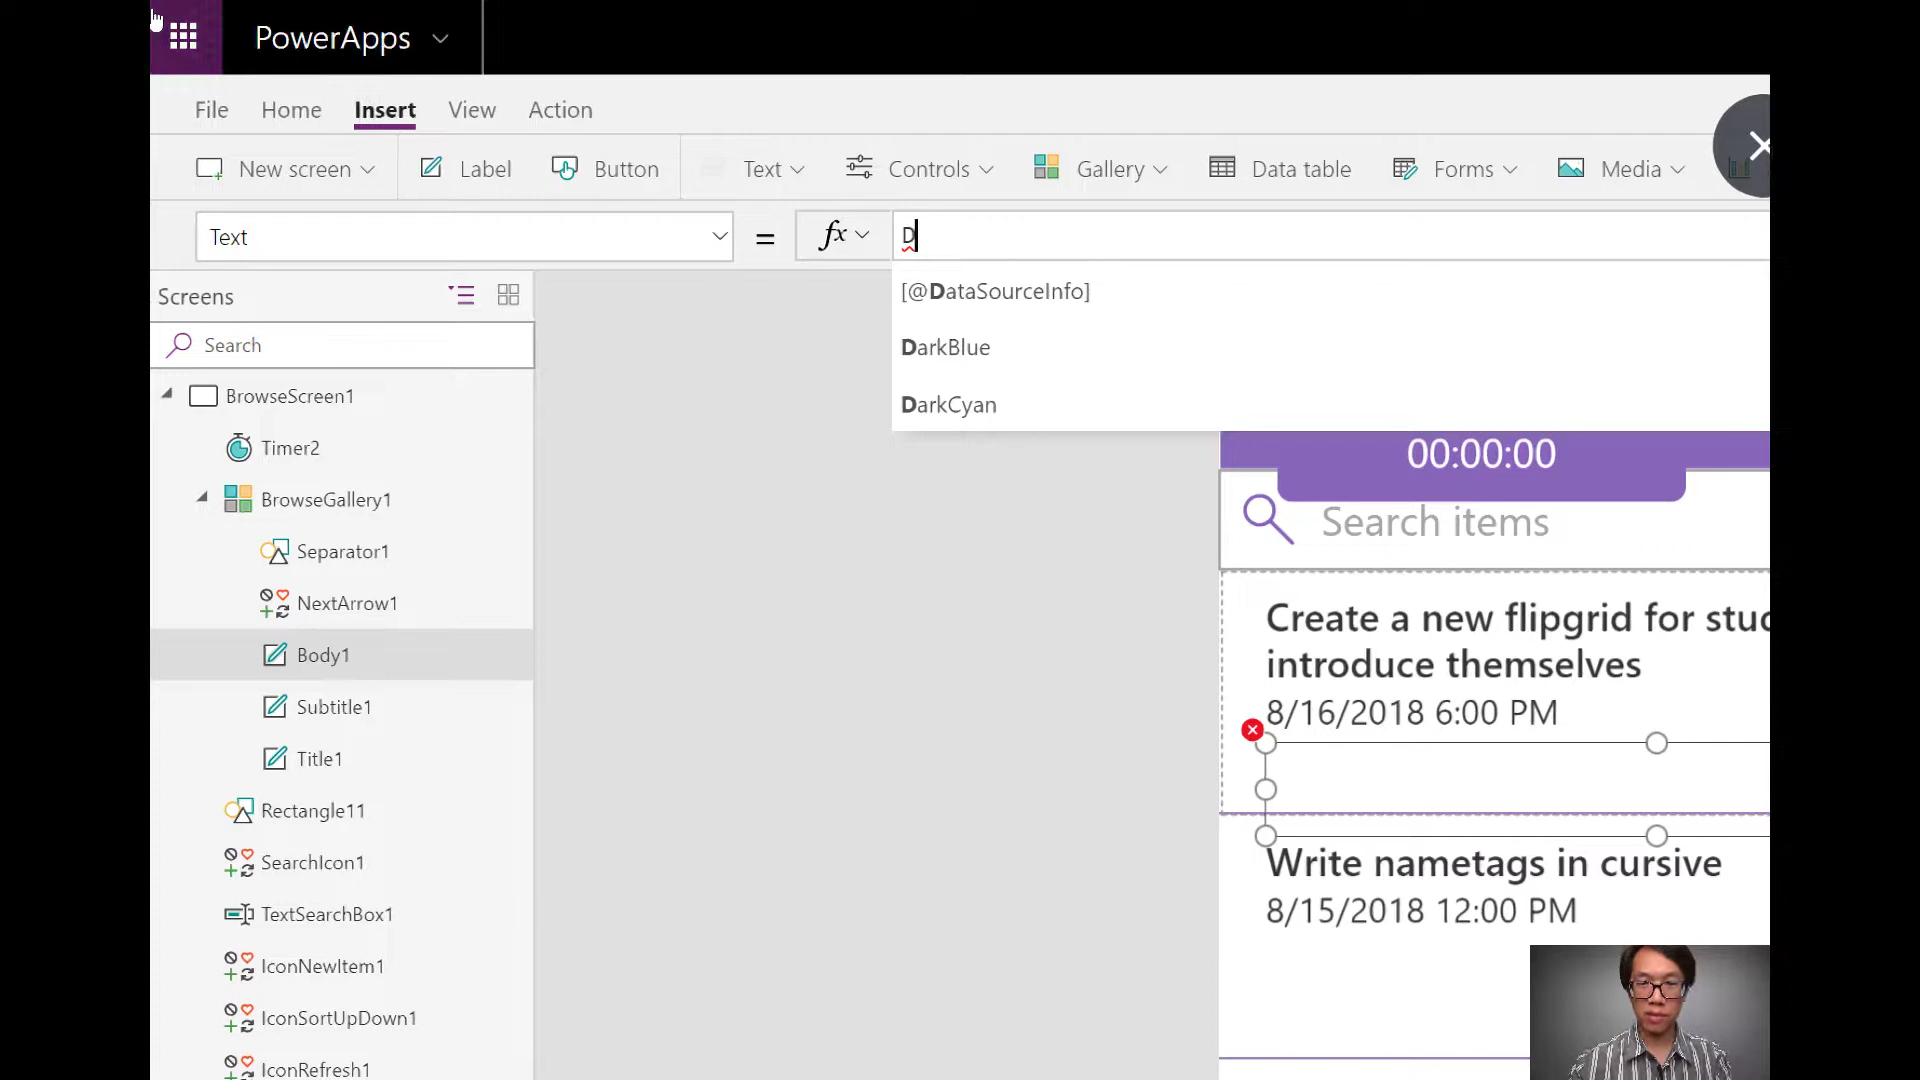 PowerApps
File Home Insert View Action
New screen Label Button Text Controls Gallery Data table Forms Media
Text = fx D
[@DataSourceInfo]
DarkBlue
DarkCyan
Screens
Search
BrowseScreen1
Timer2
BrowseGallery1
Separator1
NextArrow1
Body1
Subtitle1
Title1
Rectangle11
SearchIcon1
TextSearchBox1
IconNewItem1
IconSortUpDown1
IconRefresh1
00:00:00
Search items
Create a new flipgrid for
introduce themselves
8/16/2018 6:00 PM
Write nametags in cursive
8/15/2018 12:00 PM